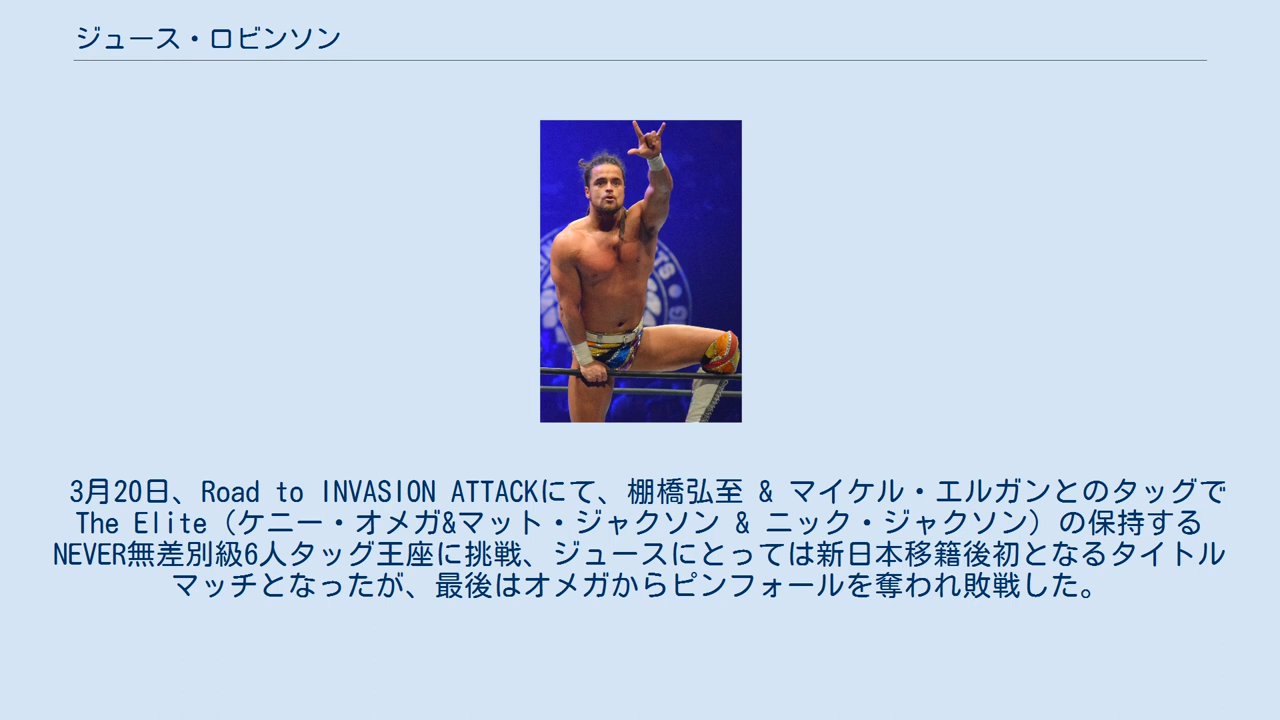 ジュース・ロビンソン
3月20日、Road to INVASION ATTACKにて、棚橋弘至 & マイケル・エルガンとのタッグで
The Elite（ケニー・オメガ&マット・ジャクソン & ニック・ジャクソン）の保持する
NEVER無差別級6人タッグ王座に挑戦、ジュースにとっては新日本移籍後初となるタイトル
マッチとなったが、最後はオメガからピンフォールを奪われ敗戦した。